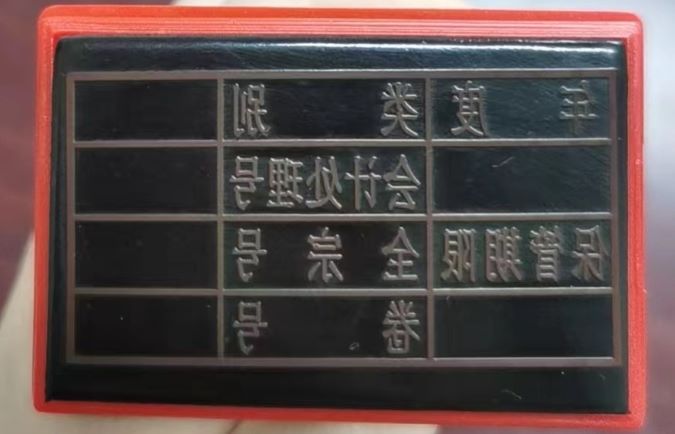 年度 类别
会计处理号
保管期限 全宗号
卷号